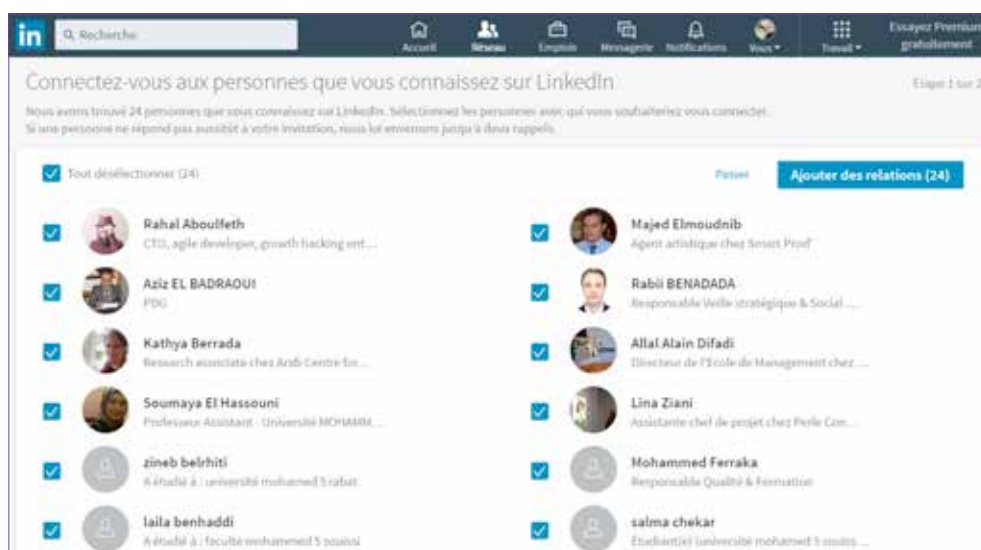 in Recherche Accueil Réseau Emplois Messagerie Notifications Vous Travail Essayez Premium
gratuitement
Connectez-vous aux personnes que vous connaissez sur LinkedIn
Etape 1 sur 2
Nous avons trouvé 24 personnes que vous connaissez sur LinkedIn. Sélectionnez les personnes avec qui vous souhaiteriez vous connecter.
Si une personne ne répond pas aussitôt à votre invitation, nous lui enverrons jusqu'à deux rappels.
Tout désélectionner (24) Passer Ajouter des relations (24)
Rahal Aboulfeth
CTO, agile developer, growth hacking ent...
Majed Elmoudnib
Agent artistique chez Smart Prod'
Aziz EL BADRAOUI
PDG
Rabii BENADADA
Responsable Veille stratégique & Social ...
Kathya Berrada
Research associate chez Arab Centre for ...
Allal Alain Difadi
Directeur de l'Ecole de Management chez ...
Soumaya El Hassouni
Professeur Assistant - Université MOHAMM...
Lina Ziani
Assistante chef de projet chez Perle Con...
zineb belrhiti
A étudié à : université mohamed 5 rabat.
Mohammed Ferraka
Responsable Qualité & Formation
laila benhaddi
A étudié à : faculté mohammed 5 souissi
salma chekar
Etudiant(e) (université mohamed 5 souiss ...